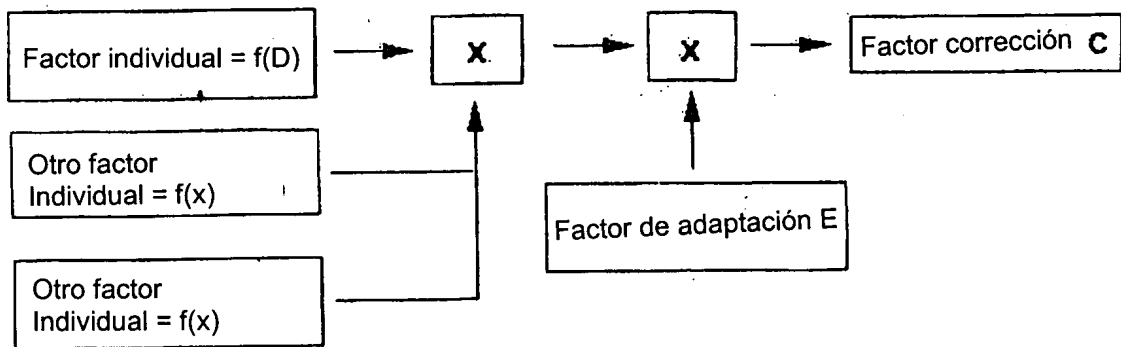 Factor individual = f(D)
X
X
Factor corrección C
Otro factor
Individual = f(x)
Factor de adaptación E
Otro factor
Individual = f(x)